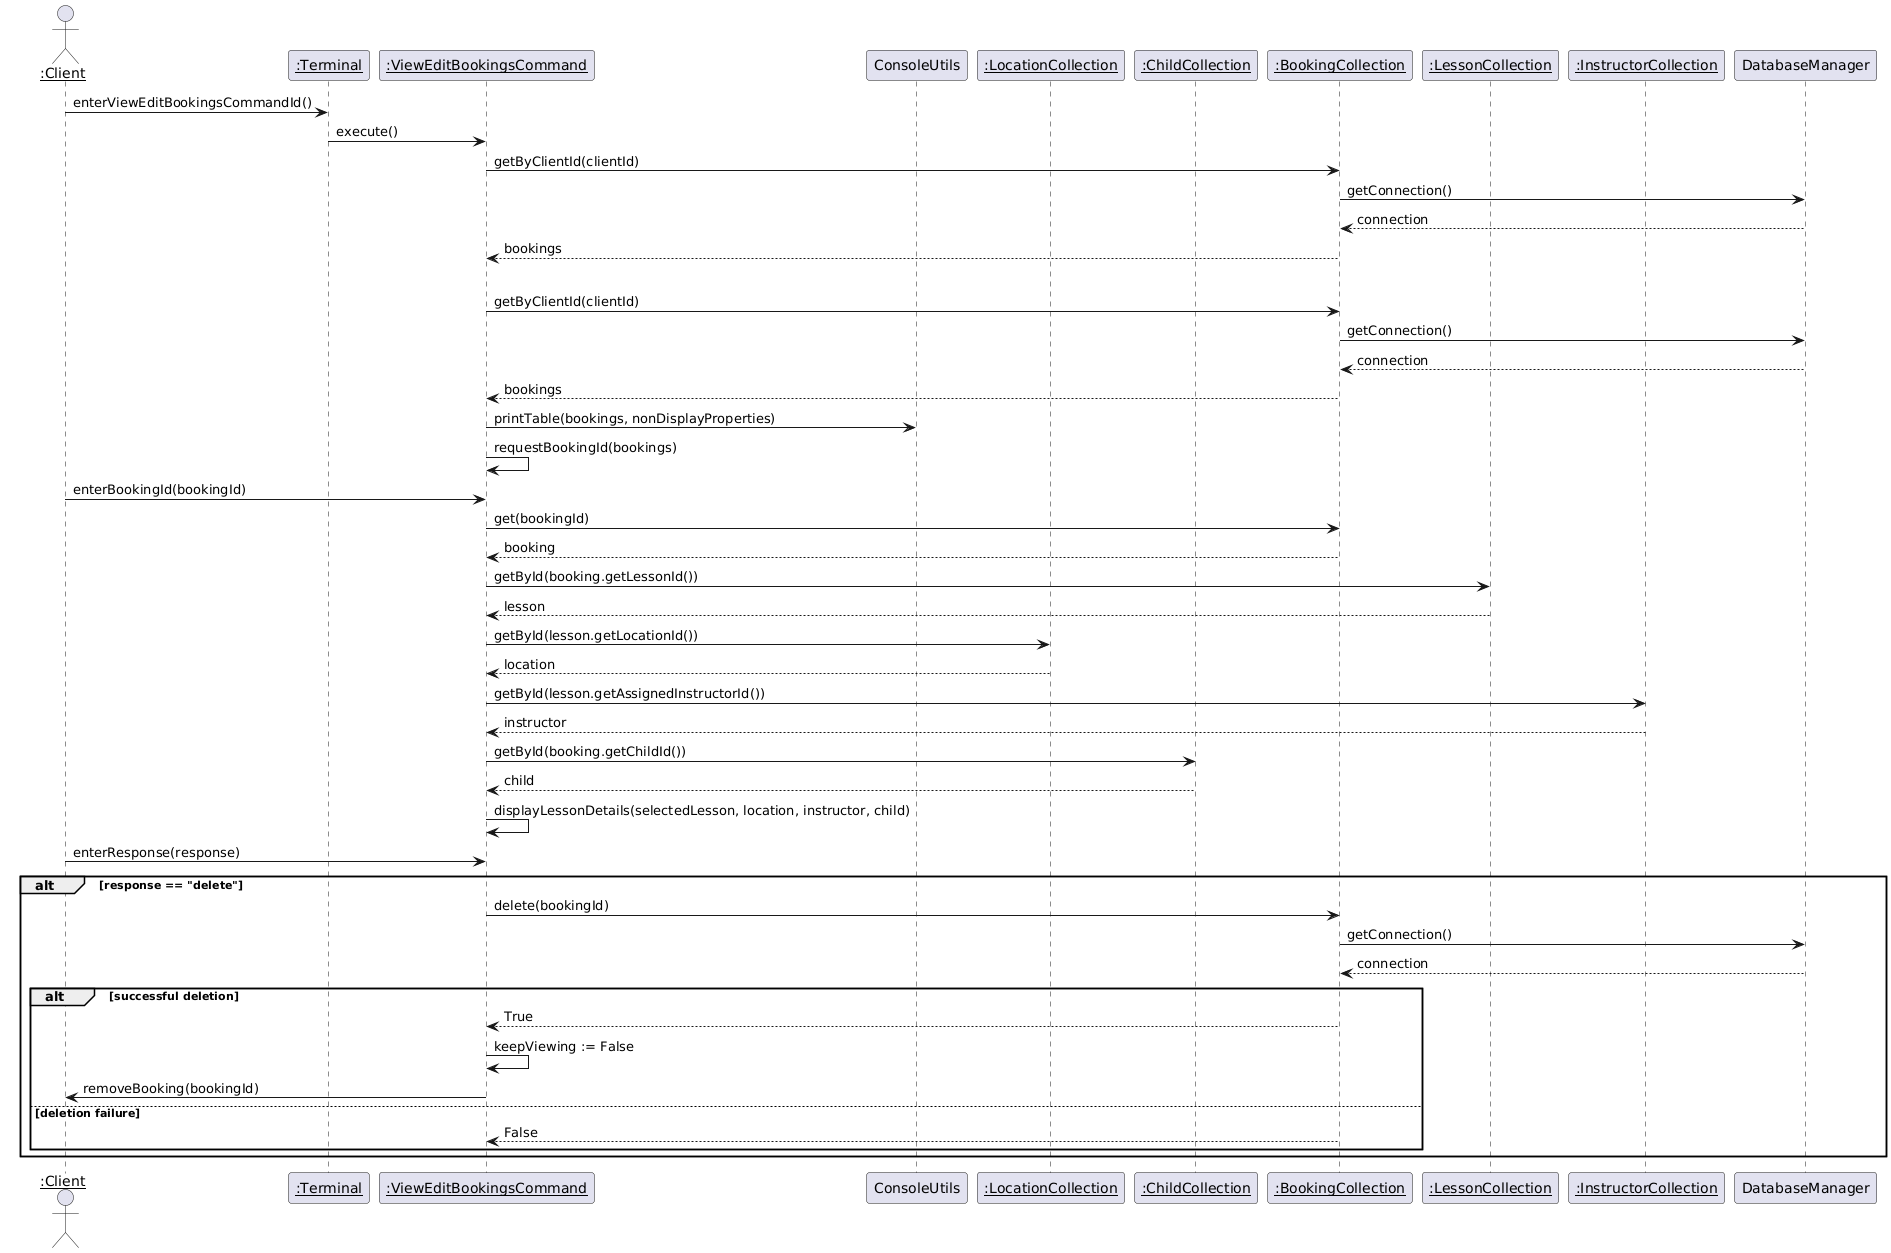 :Client
:Terminal
:ViewEditBookingsCommand
ConsoleUtils
:LocationCollection
:ChildCollection
:BookingCollection
:LessonCollection
:InstructorCollection
DatabaseManager
enterViewEditBookingsCommandId()
execute()
getByClientId(clientId)
getConnection()
connection
bookings
getByClientId(clientId)
getConnection()
connection
bookings
printTable(bookings, nonDisplayProperties)
requestBookingId(bookings)
enterBookingId(bookingId)
get(bookingId)
booking
getById(booking.getLessonId())
lesson
getById(lesson.getLocationId())
location
getById(lesson.getAssignedInstructorId())
instructor
getById(booking.getChildId())
child
displayLessonDetails(selectedLesson, location, instructor, child)
enterResponse(response)
alt [response == "delete"]
delete(bookingId)
getConnection()
connection
alt [successful deletion]
True
keepViewing := False
removeBooking(bookingId)
[deletion failure]
False
:Client
:Terminal
:ViewEditBookingsCommand
ConsoleUtils
:LocationCollection
:ChildCollection
:BookingCollection
:LessonCollection
:InstructorCollection
DatabaseManager